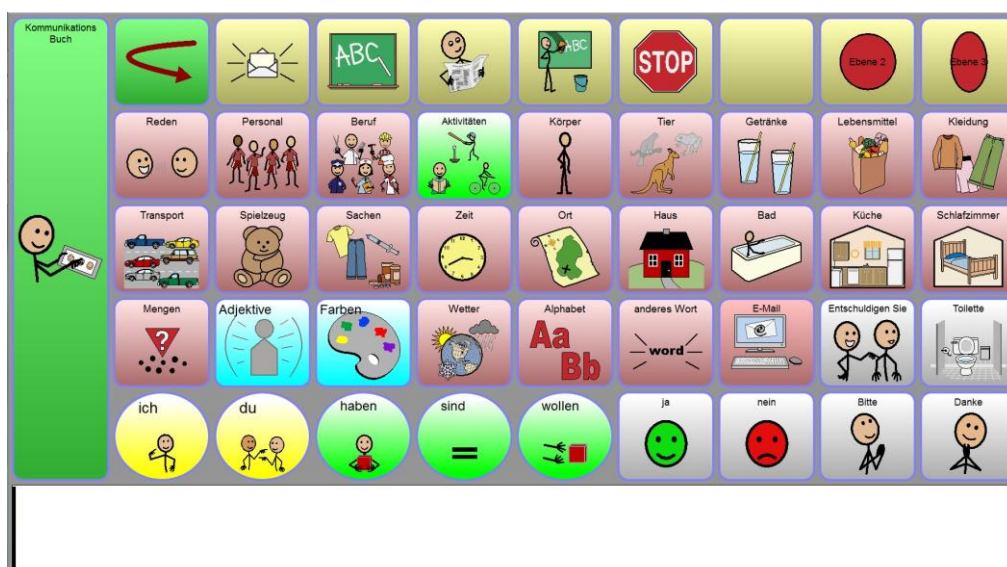 Kommunikations
Buch
ABC
ABC
STOP
Ebene 2
Ebene 3
Reden
Personal
Beruf
Aktivitäten
Körper
Tier
Getränke
Lebensmittel
Kleidung
Transport
Spielzeug
Sachen
Zeit
Ort
Haus
Bad
Küche
Schlafzimmer
Mengen
?
Adjektive
Farben
Wetter
Alphabet
Aa
Bb
anderes Wort
word
E-Mail
Entschuldigen Sie
Toilette
ich
du
haben
sind
=
wollen
ja
nein
Bitte
Danke